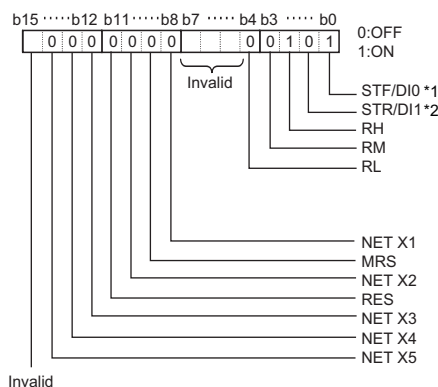 b15 ····· b12 b11 ····· b8 b7 ····· b4 b3 ····· b0
0 0 0 0 0 0 0 0 0 1 0 1
0:OFF
1:ON
Invalid
STF/DI0 *1
STR/DI1 *2
RH
RM
RL
NET X1
MRS
NET X2
RES
NET X3
NET X4
NET X5
Invalid